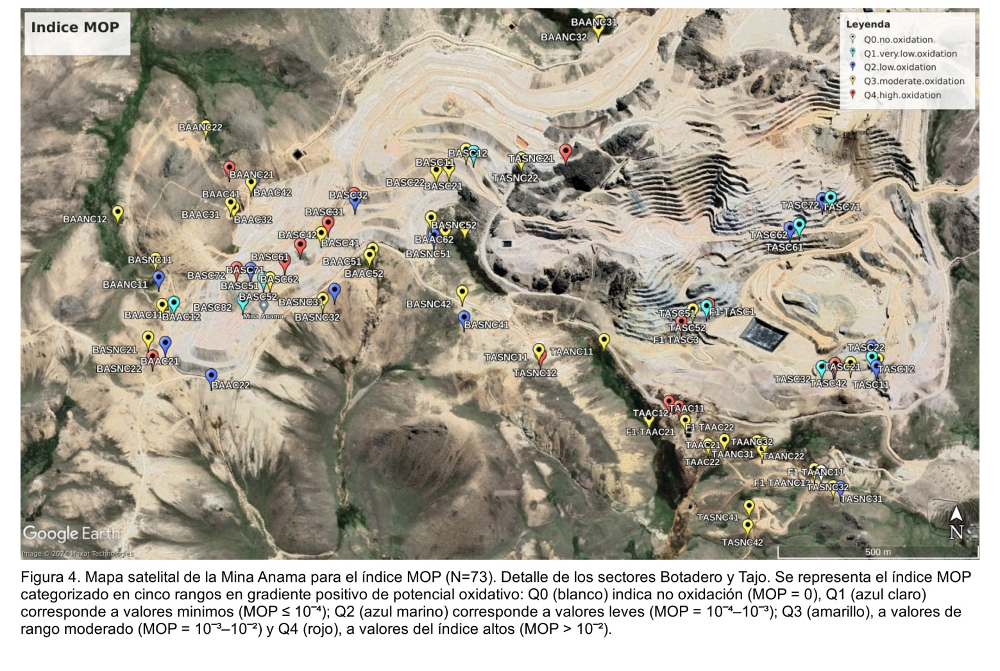 Indice MOP
Leyenda
Q0.no.oxidation
Q1.very.low.oxidation
Q2.low.oxidation
Q3.moderate.oxidation
Q4.high.oxidation
BAANC31
BAANC32
BAANC22
BAANC21
BAAC42
BAAC41
BAAC31
BAAC32
BAANC12
BASC12
BASC11
BASC22
BASC21
TASNC21
TASNC22
BASC32
BASC31
BASC42
BASC41
BASNC52
BAAC62
BASNC51
TASC72
TASC71
TASC62
TASC61
BASNC11
BAANC11
BASC61
BASC72
BASC71
BASC51
BASC62
BAAC51
BAAC52
BASC52
BASC82
BASNC31
BASNC32
Mina Anama
BAAC11
BAAC12
BASNC42
BASNC41
TASC51
F1-TASC1
TASC52
F1-TASC3
BASNC21
BAAC21
BASNC22
BAAC22
TASNC11
TAANC11
TASNC12
TASC22
TASC21
TASC12
TASC32
TASC42
TASC11
TAAC12
TAAC11
F1-TAAC21
F1-TAAC22
TAAC21
TAANC32
TAANC31
TAANC22
TAAC22
F1-TAANC11
F1-TAANC12
TASNC32
TASNC31
TASNC41
TASNC42
N
500 m
Google Earth
Image © 2024 Maxar Technologies
Figura 4. Mapa satelital de la Mina Anama para el índice MOP (N=73). Detalle de los sectores Botadero y Tajo. Se representa el índice MOP
categorizado en cinco rangos en gradiente positivo de potencial oxidativo: Q0 (blanco) indica no oxidación (MOP = 0), Q1 (azul claro)
corresponde a valores minimos (MOP ≤ 10⁻⁴); Q2 (azul marino) corresponde a valores leves (MOP = 10⁻⁴–10⁻³); Q3 (amarillo), a valores de
rango moderado (MOP = 10⁻³–10⁻²) y Q4 (rojo), a valores del índice altos (MOP > 10⁻²).